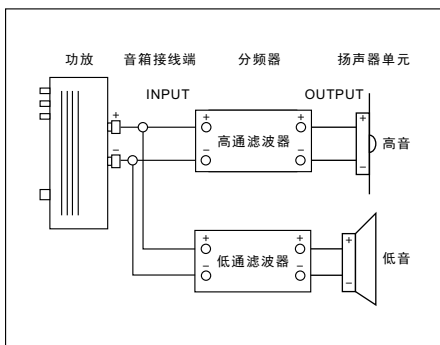 功放 音箱接线端 分频器 扬声器单元
INPUT OUTPUT
+ + + +
高通滤波器 高音
− − − −
+ + +
低通滤波器 低音
− − −